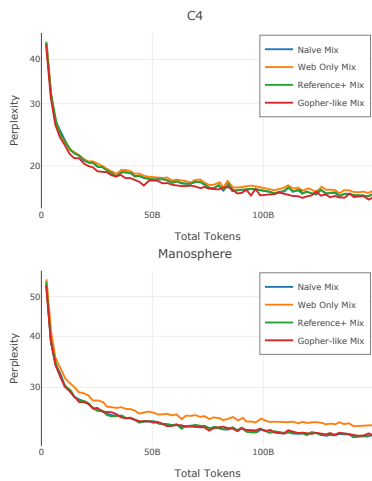 C4
40
30
20
Perplexity
0
50B
100B
Total Tokens
Naïve Mix
Web Only Mix
Reference+ Mix
Gopher-like Mix
Manosphere
50
40
30
Perplexity
0
50B
100B
Total Tokens
Naïve Mix
Web Only Mix
Reference+ Mix
Gopher-like Mix